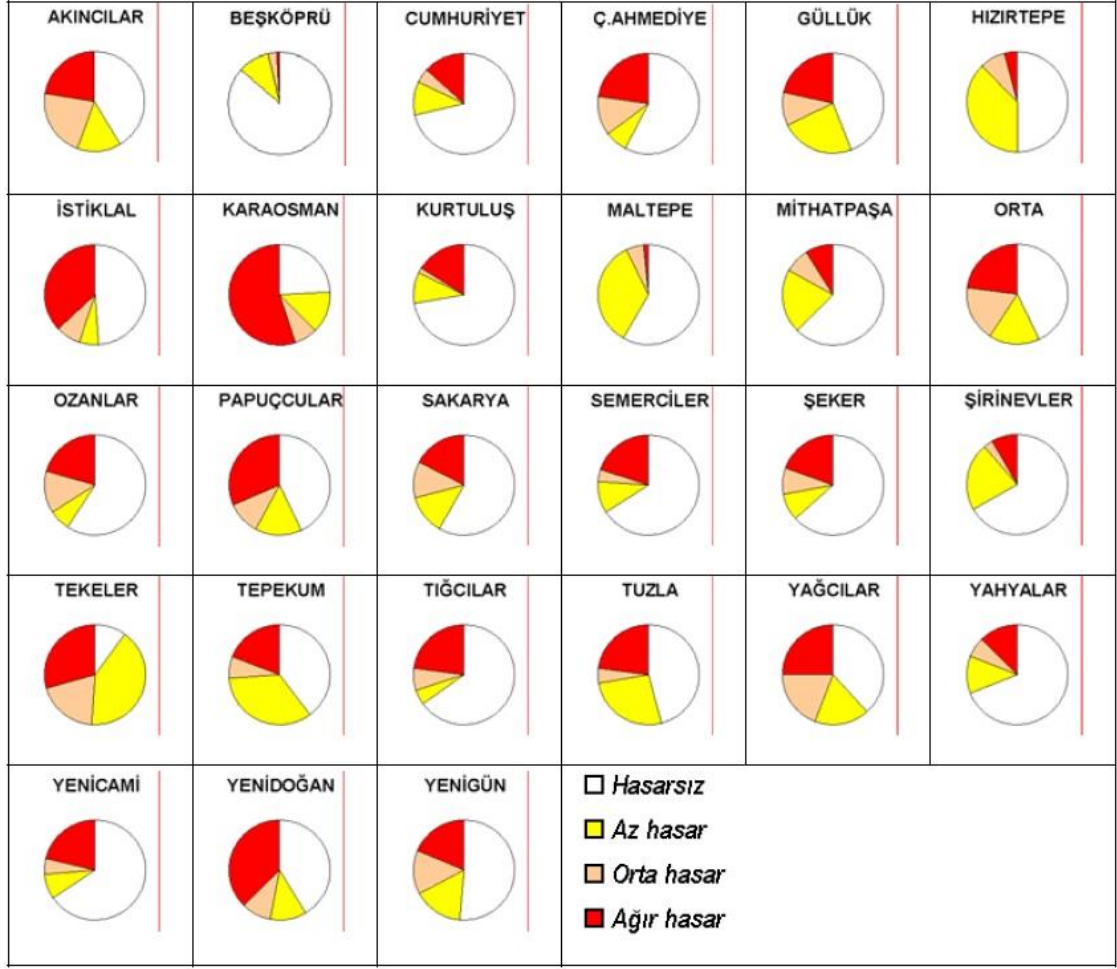 AKINCILAR
BEŞKÖPRÜ
CUMHURİYET
Ç.AHMEDİYE
GÜLLÜK
HIZIRTEPE
İSTİKLAL
KARAOSMAN
KURTULUŞ
MALTEPE
MİTHATPAŞA
ORTA
OZANLAR
PAPUÇCULAR
SAKARYA
SEMERCİLER
ŞEKER
ŞİRİNEVLER
TEKELER
TEPEKUM
TIĞCILAR
TUZLA
YAĞCILAR
YAHYALAR
YENİCAMİ
YENİDOĞAN
YENİGÜN
Hasarsız
Az hasar
Orta hasar
Ağır hasar